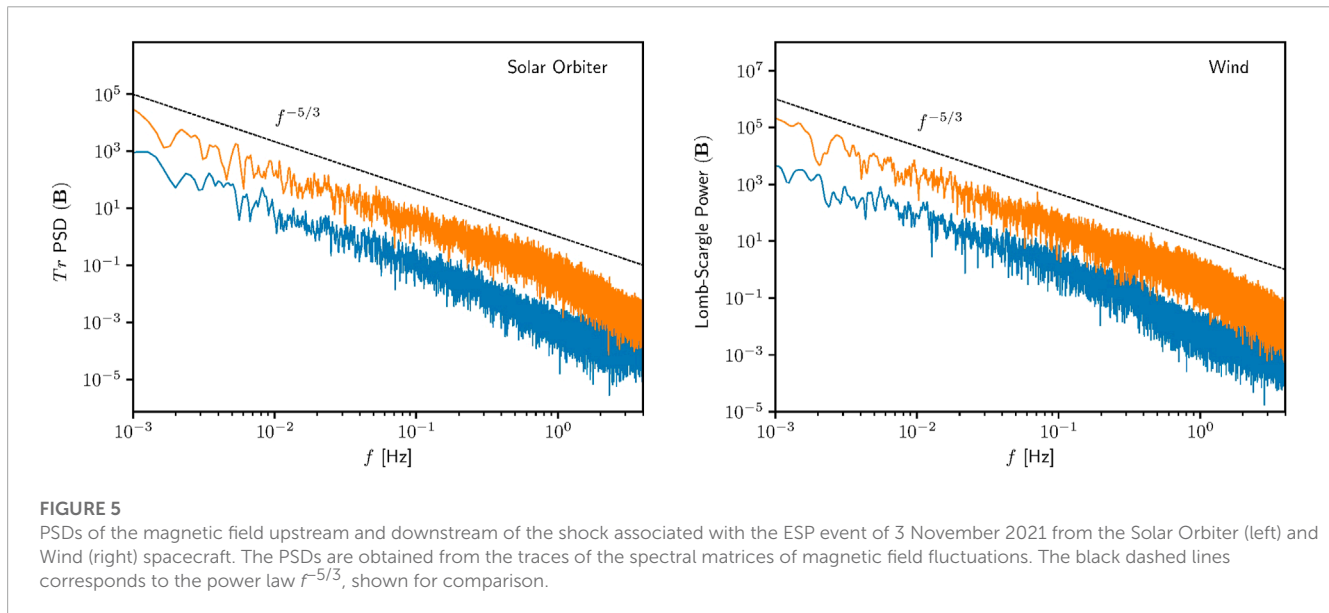 Solar Orbiter
f^{-5/3}
Tr PSD (B)
10^5
10^3
10^1
10^{-1}
10^{-3}
10^{-5}
10^{-3}
10^{-2}
10^{-1}
10^0
f [Hz]
Wind
f^{-5/3}
Lomb-Scargle Power (B)
10^7
10^5
10^3
10^1
10^{-1}
10^{-3}
10^{-5}
10^{-3}
10^{-2}
10^{-1}
10^0
f [Hz]
FIGURE 5
PSDs of the magnetic field upstream and downstream of the shock associated with the ESP event of 3 November 2021 from the Solar Orbiter (left) and
Wind (right) spacecraft. The PSDs are obtained from the traces of the spectral matrices of magnetic field fluctuations. The black dashed lines
corresponds to the power law f^{-5/3}, shown for comparison.